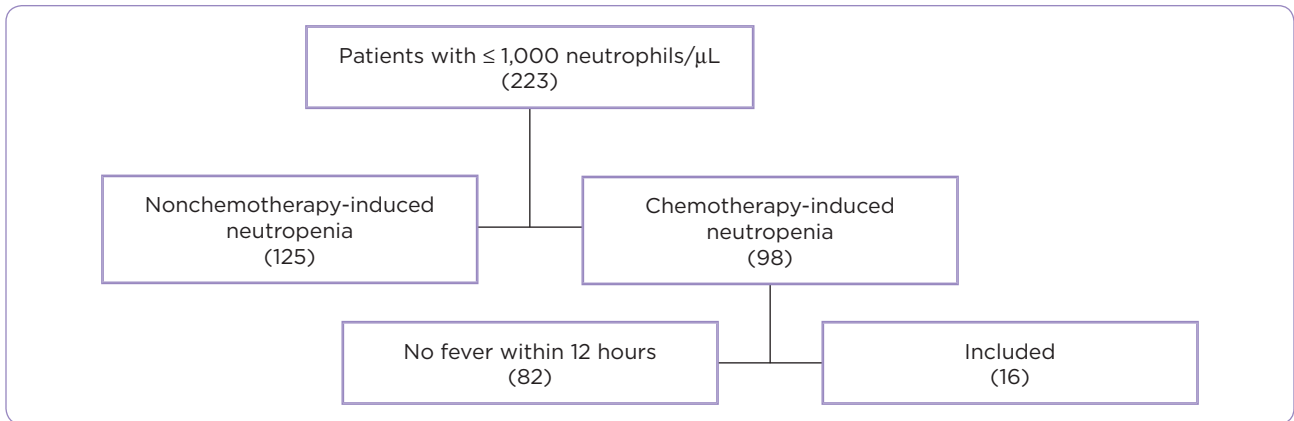 Patients with ≤ 1,000 neutrophils/μL
(223)
Nonchemotherapy-induced
neutropenia
(125)
Chemotherapy-induced
neutropenia
(98)
No fever within 12 hours
(82)
Included
(16)